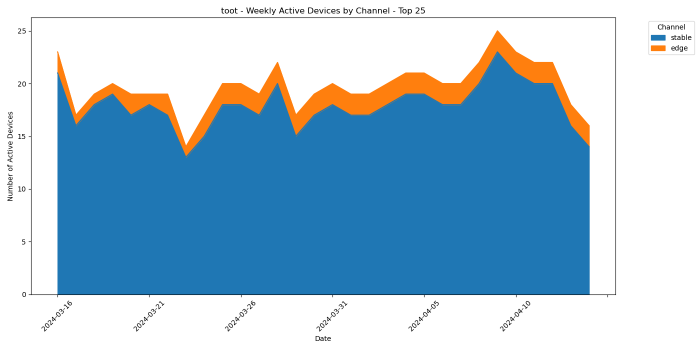 toot - Weekly Active Devices by Channel - Top 25
Channel
stable
edge
Number of Active Devices
25
20
15
10
5
0
2024-03-16
2024-03-21
2024-03-26
2024-03-31
2024-04-05
2024-04-10
Date